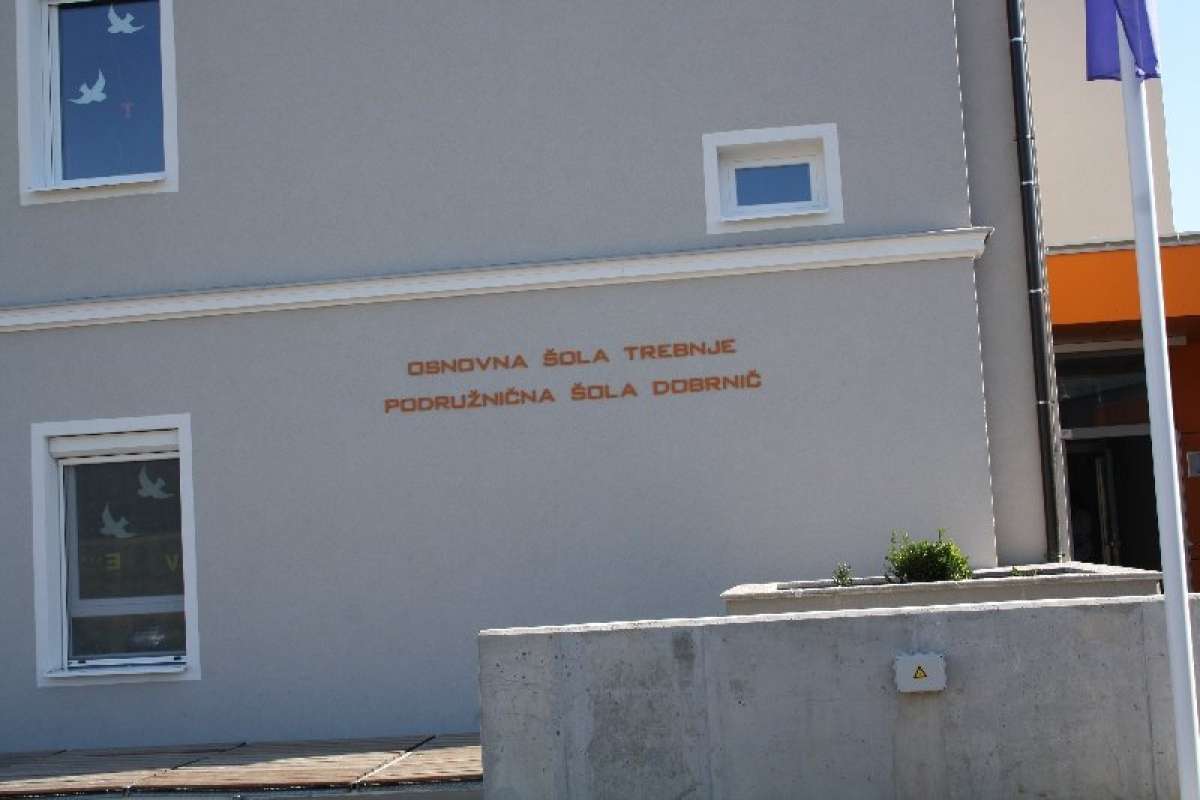 OSNOVNA ŠOLA TREBNJE
PODRUŽNIČNA ŠOLA DOBRNIČ
T
E V